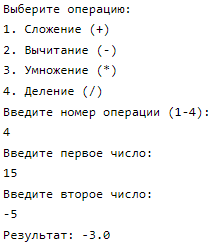 Выберите операцию:
1. Сложение (+)
2. Вычитание (-)
3. Умножение (*)
4. Деление (/)
Введите номер операции (1-4):
4
Введите первое число:
15
Введите второе число:
-5
Результат: -3.0